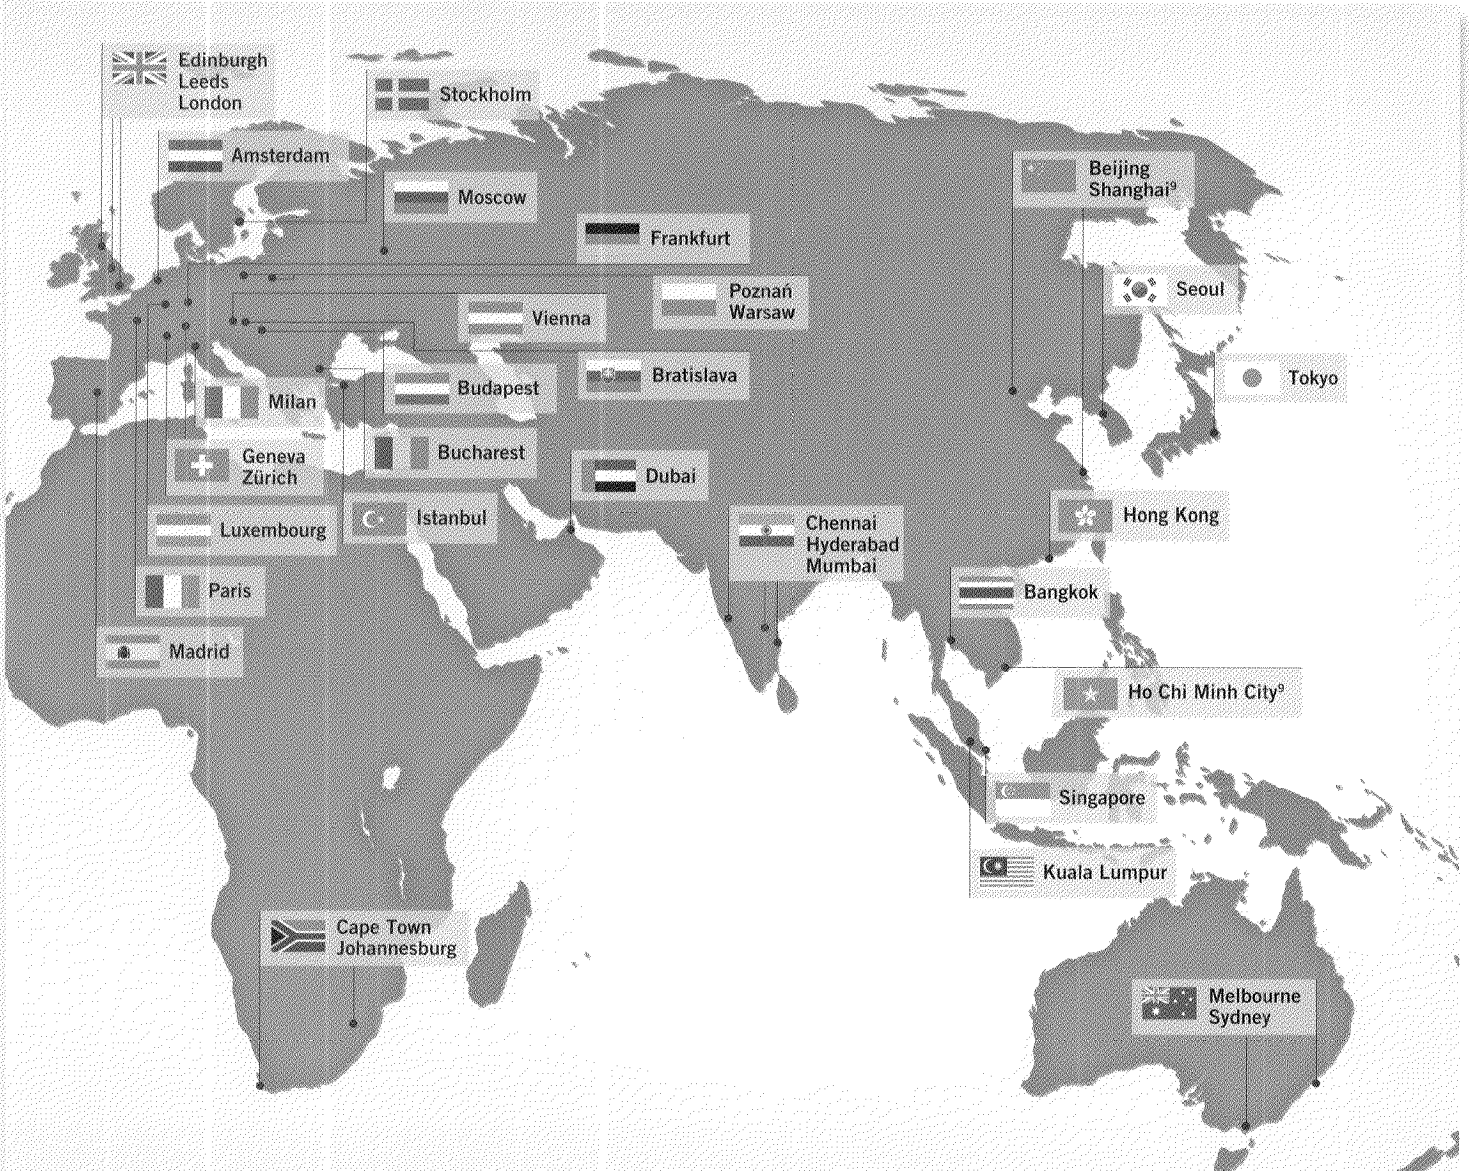 Edinburgh
Leeds
London
Stockholm
Amsterdam
Moscow
Beijing
Shanghai⁹
Frankfurt
Seoul
Poznań
Warsaw
Vienna
Bratislava
Tokyo
Budapest
Milan
Bucharest
Geneva
Zürich
Dubai
Hong Kong
Istanbul
Luxembourg
Chennai
Hyderabad
Mumbai
Paris
Bangkok
Madrid
Ho Chi Minh City⁹
Singapore
Kuala Lumpur
Cape Town
Johannesburg
Melbourne
Sydney